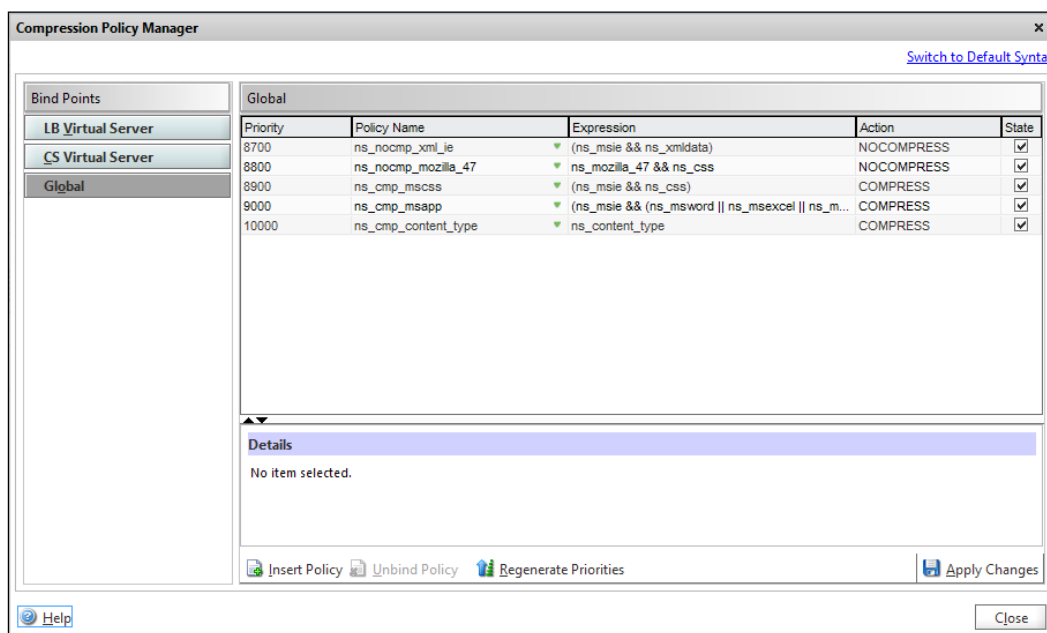 Compression Policy Manager
Switch to Default Synta
Bind Points
LB Virtual Server
CS Virtual Server
Global
Global
Priority Policy Name Expression Action State
8700 ns_nocmp_xml_ie (ns_msie && ns_xmldata) NOCOMPRESS
8800 ns_nocmp_mozilla_47 ns_mozilla_47 && ns_css NOCOMPRESS
8900 ns_cmp_mscss (ns_msie && ns_css) COMPRESS
9000 ns_cmp_msapp (ns_msie && (ns_msword || ns_msexcel || ns_m... COMPRESS
10000 ns_cmp_content_type ns_content_type COMPRESS
Details
No item selected.
Insert Policy Unbind Policy Regenerate Priorities Apply Changes
Help Close